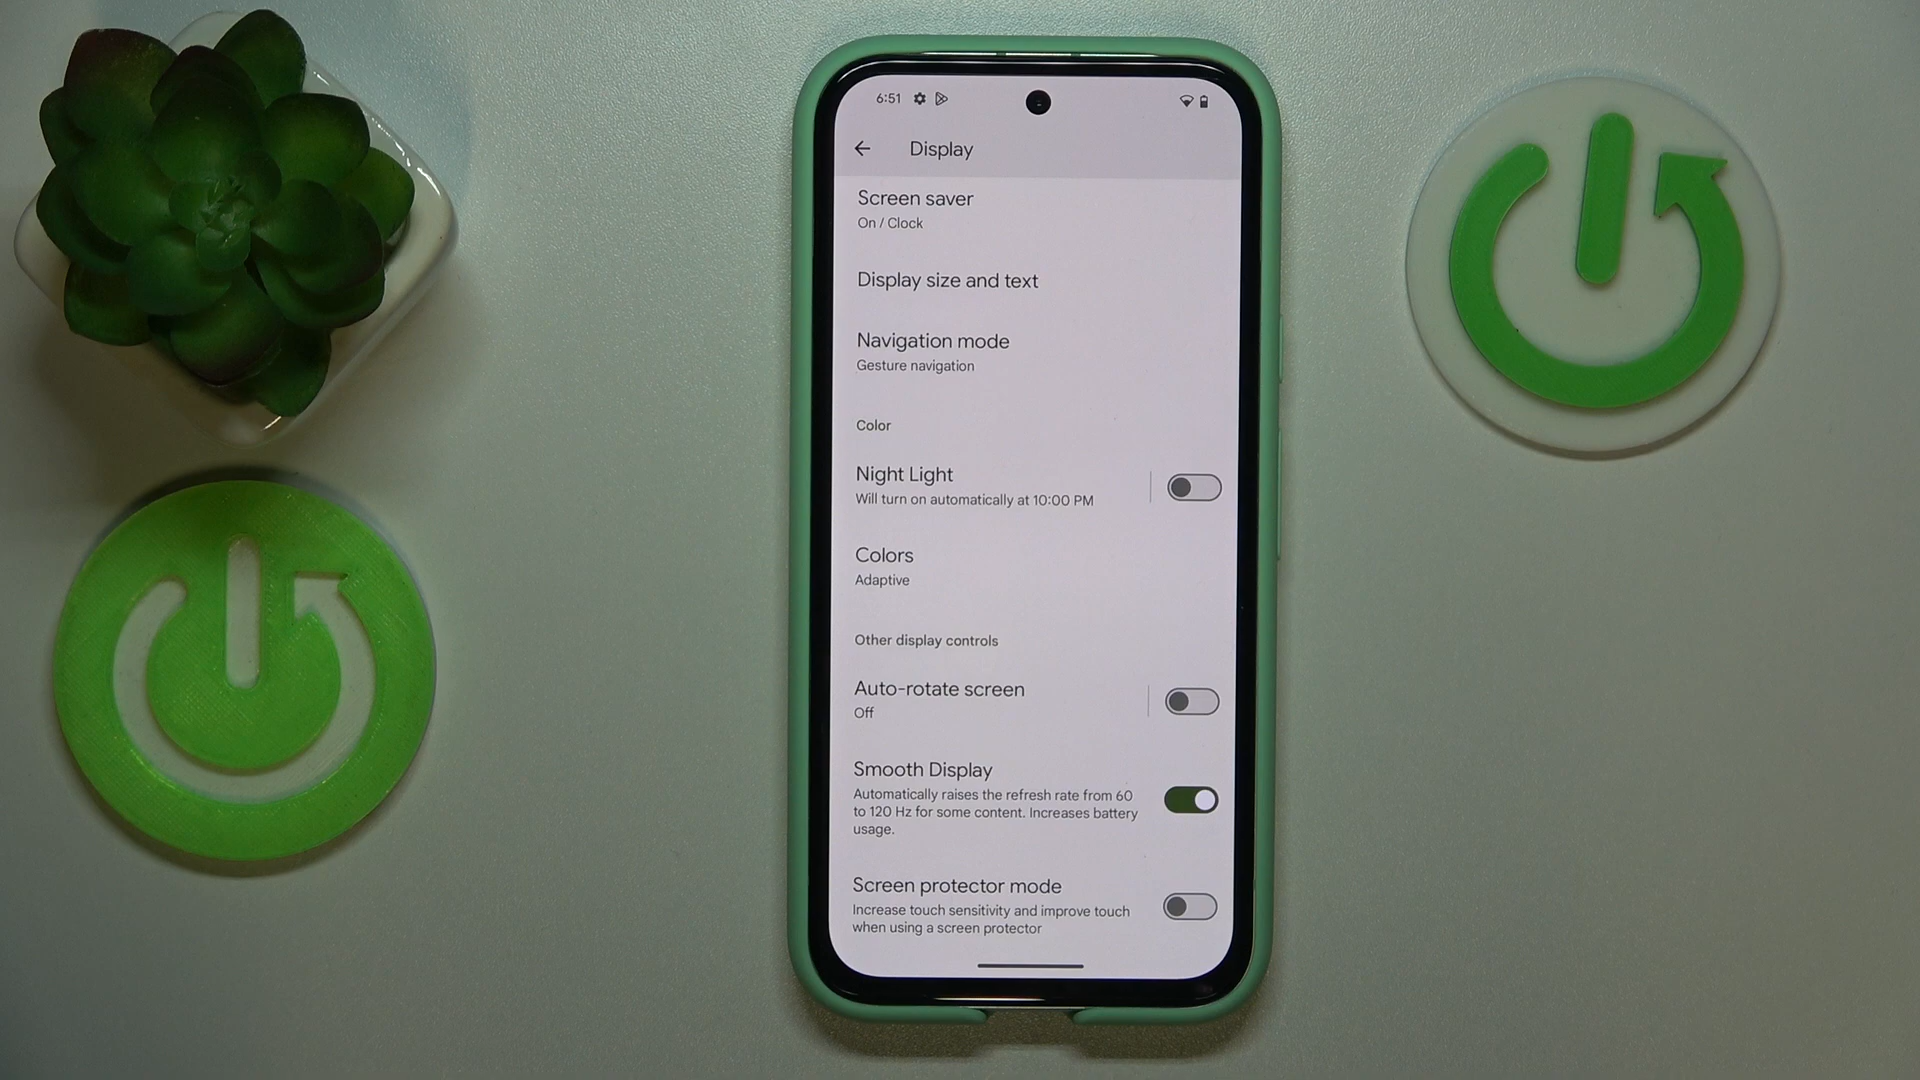 6:51
Display
Screen saver
On / Clock
Display size and text
Navigation mode
Gesture navigation
Color
Night Light
Will turn on automatically at 10:00 PM
Colors
Adaptive
Other display controls
Auto-rotate screen
Off
Smooth Display
Automatically raises the refresh rate from 60
to 120 Hz for some content. Increases battery
usage.
Screen protector mode
Increase touch sensitivity and improve touch
when using a screen protector